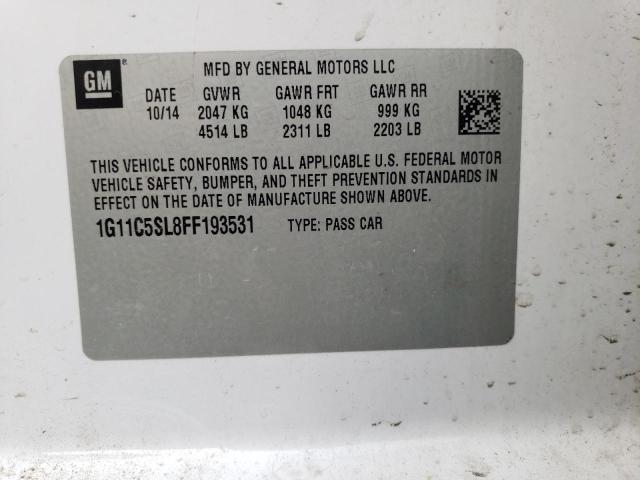 GM
MFD BY GENERAL MOTORS LLC
DATE GVWR GAWR FRT GAWR RR
10/14 2047 KG 1048 KG 999 KG
4514 LB 2311 LB 2203 LB
THIS VEHICLE CONFORMS TO ALL APPLICABLE U.S. FEDERAL MOTOR
VEHICLE SAFETY, BUMPER, AND THEFT PREVENTION STANDARDS IN
EFFECT ON THE DATE OF MANUFACTURE SHOWN ABOVE.
1G11C5SL8FF193531 TYPE: PASS CAR